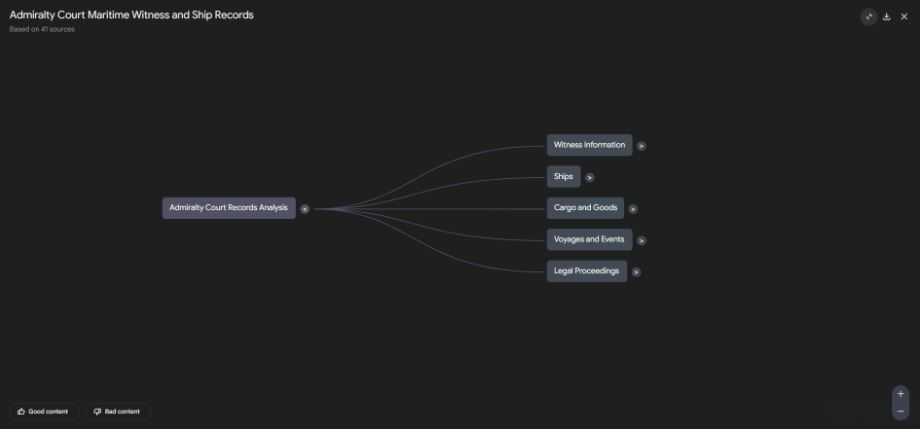 Admiralty Court Maritime Witness and Ship Records
Based on 41 sources
Witness Information
Ships
Admiralty Court Records Analysis
Cargo and Goods
Voyages and Events
Legal Proceedings
Good content
Bad content